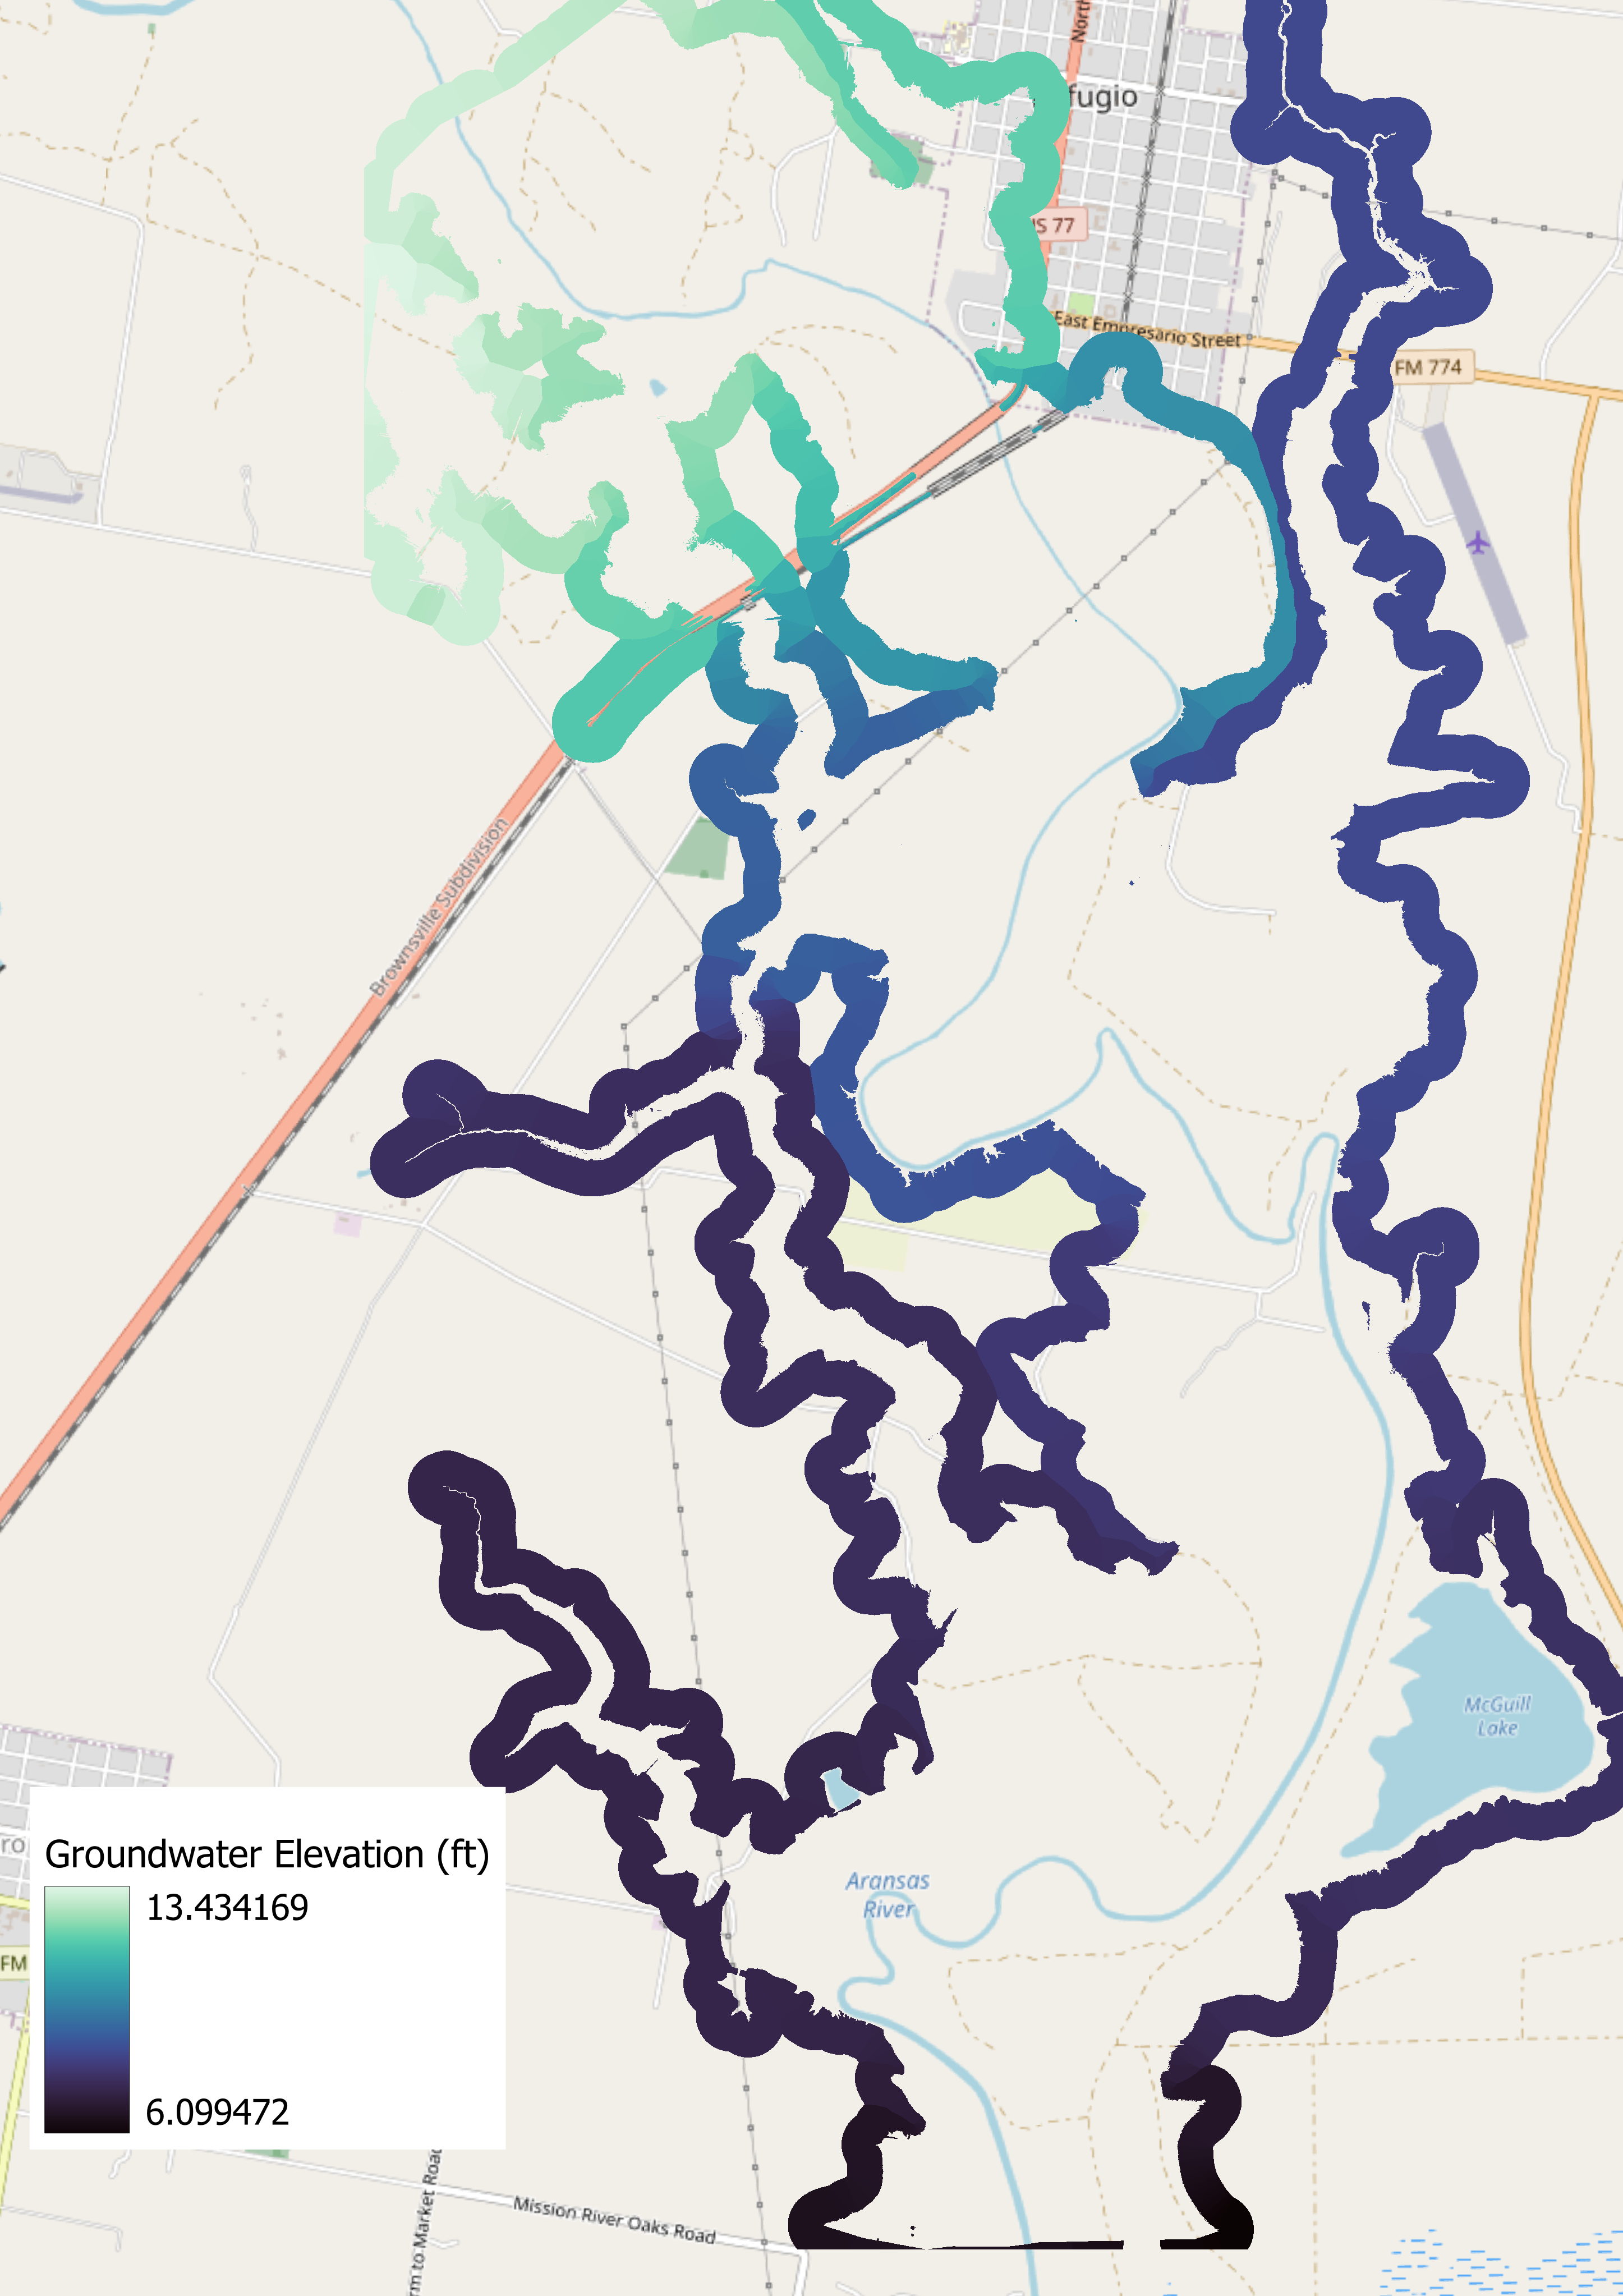 North
fugio
US 77
East Empresario Street
FM 774
Brownsville Subdivision
McGuill
Lake
Aransas
River
ro
Groundwater Elevation (ft)
13.434169
6.099472
FM
Mission River Oaks Road
rm to Market Road